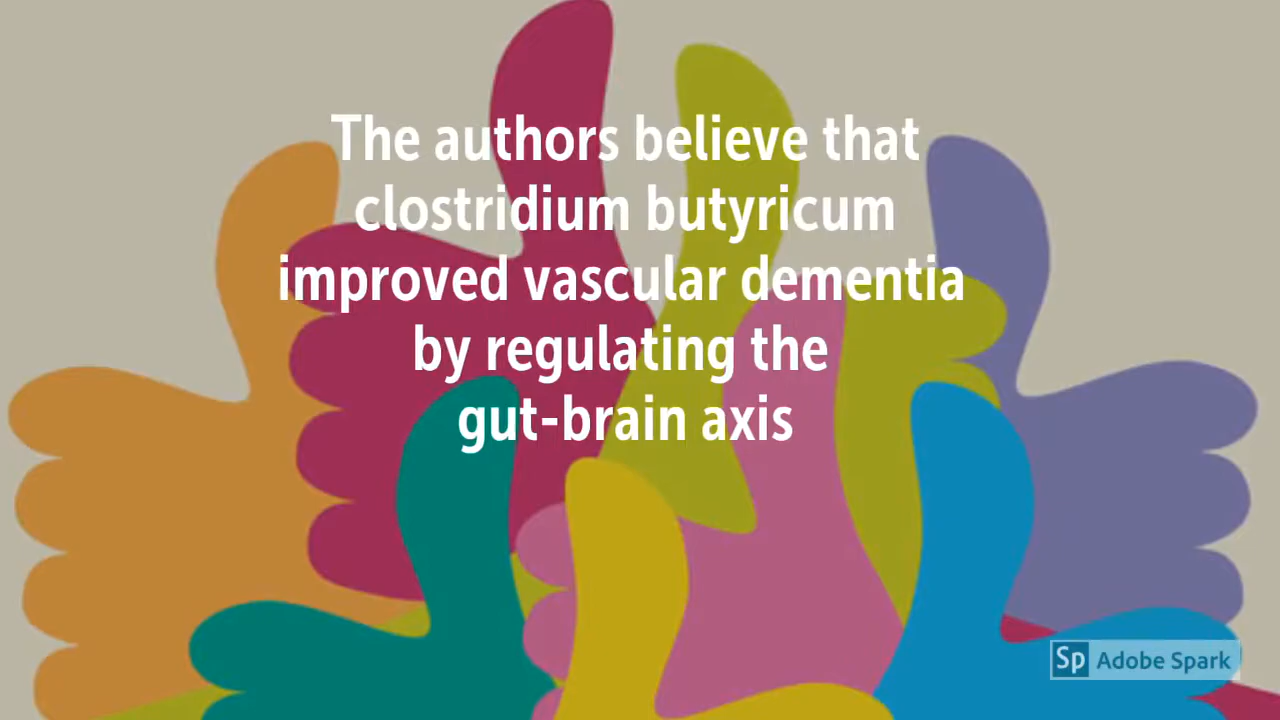 The authors believe that
clostridium butyricum
improved vascular dementia
by regulating the
gut-brain axis
Sp Adobe Spark